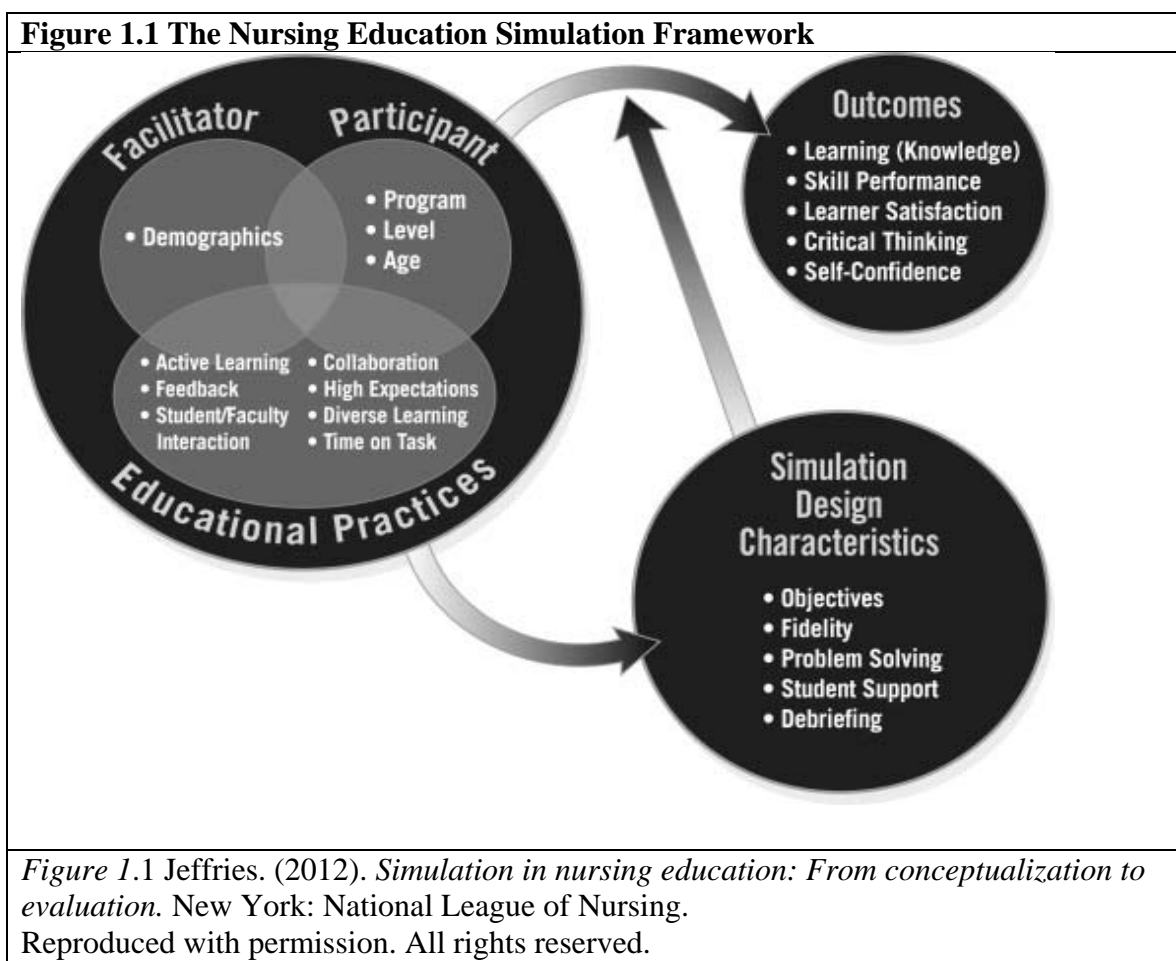 Figure 1.1 The Nursing Education Simulation Framework
Facilitator
Participant
• Demographics
• Program
• Level
• Age
• Active Learning
• Feedback
• Student/Faculty
Interaction
• Collaboration
• High Expectations
• Diverse Learning
• Time on Task
Educational Practices
Outcomes
• Learning (Knowledge)
• Skill Performance
• Learner Satisfaction
• Critical Thinking
• Self-Confidence
Simulation
Design
Characteristics
• Objectives
• Fidelity
• Problem Solving
• Student Support
• Debriefing
Figure 1.1 Jeffries. (2012). Simulation in nursing education: From conceptualization to
evaluation. New York: National League of Nursing.
Reproduced with permission. All rights reserved.